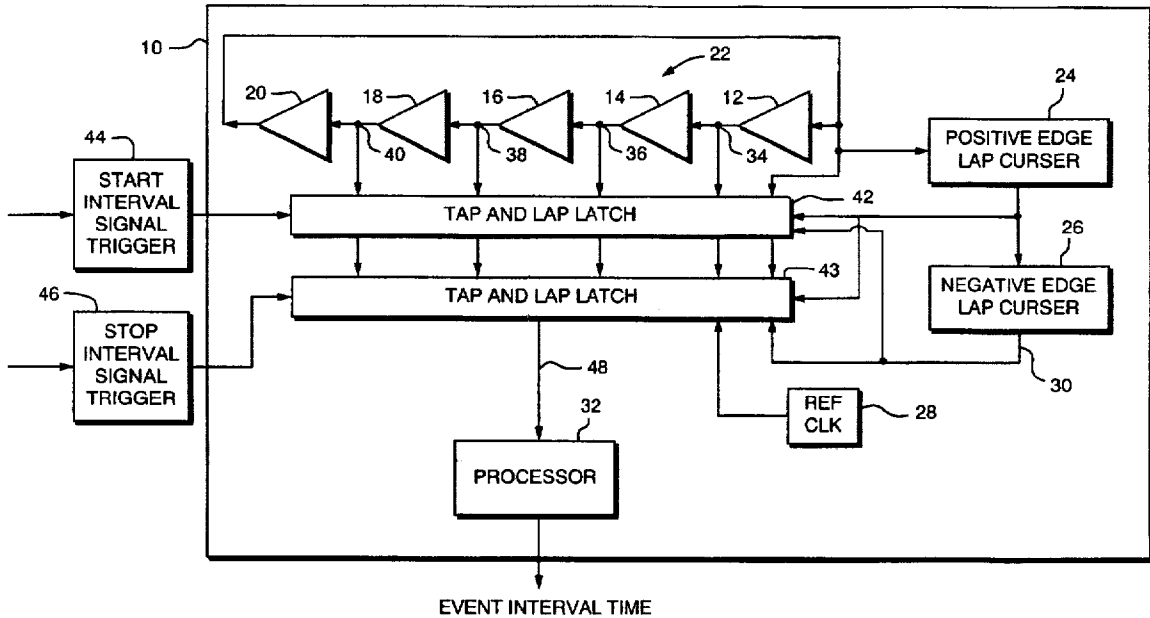 10
22
20
18
16
14
12
24
POSITIVE EDGE
LAP CURSER
40
38
36
34
44
START
INTERVAL
SIGNAL
TRIGGER
42
TAP AND LAP LATCH
26
NEGATIVE EDGE
LAP CURSER
43
TAP AND LAP LATCH
46
STOP
INTERVAL
SIGNAL
TRIGGER
48
30
REF
CLK
28
32
PROCESSOR
EVENT INTERVAL TIME